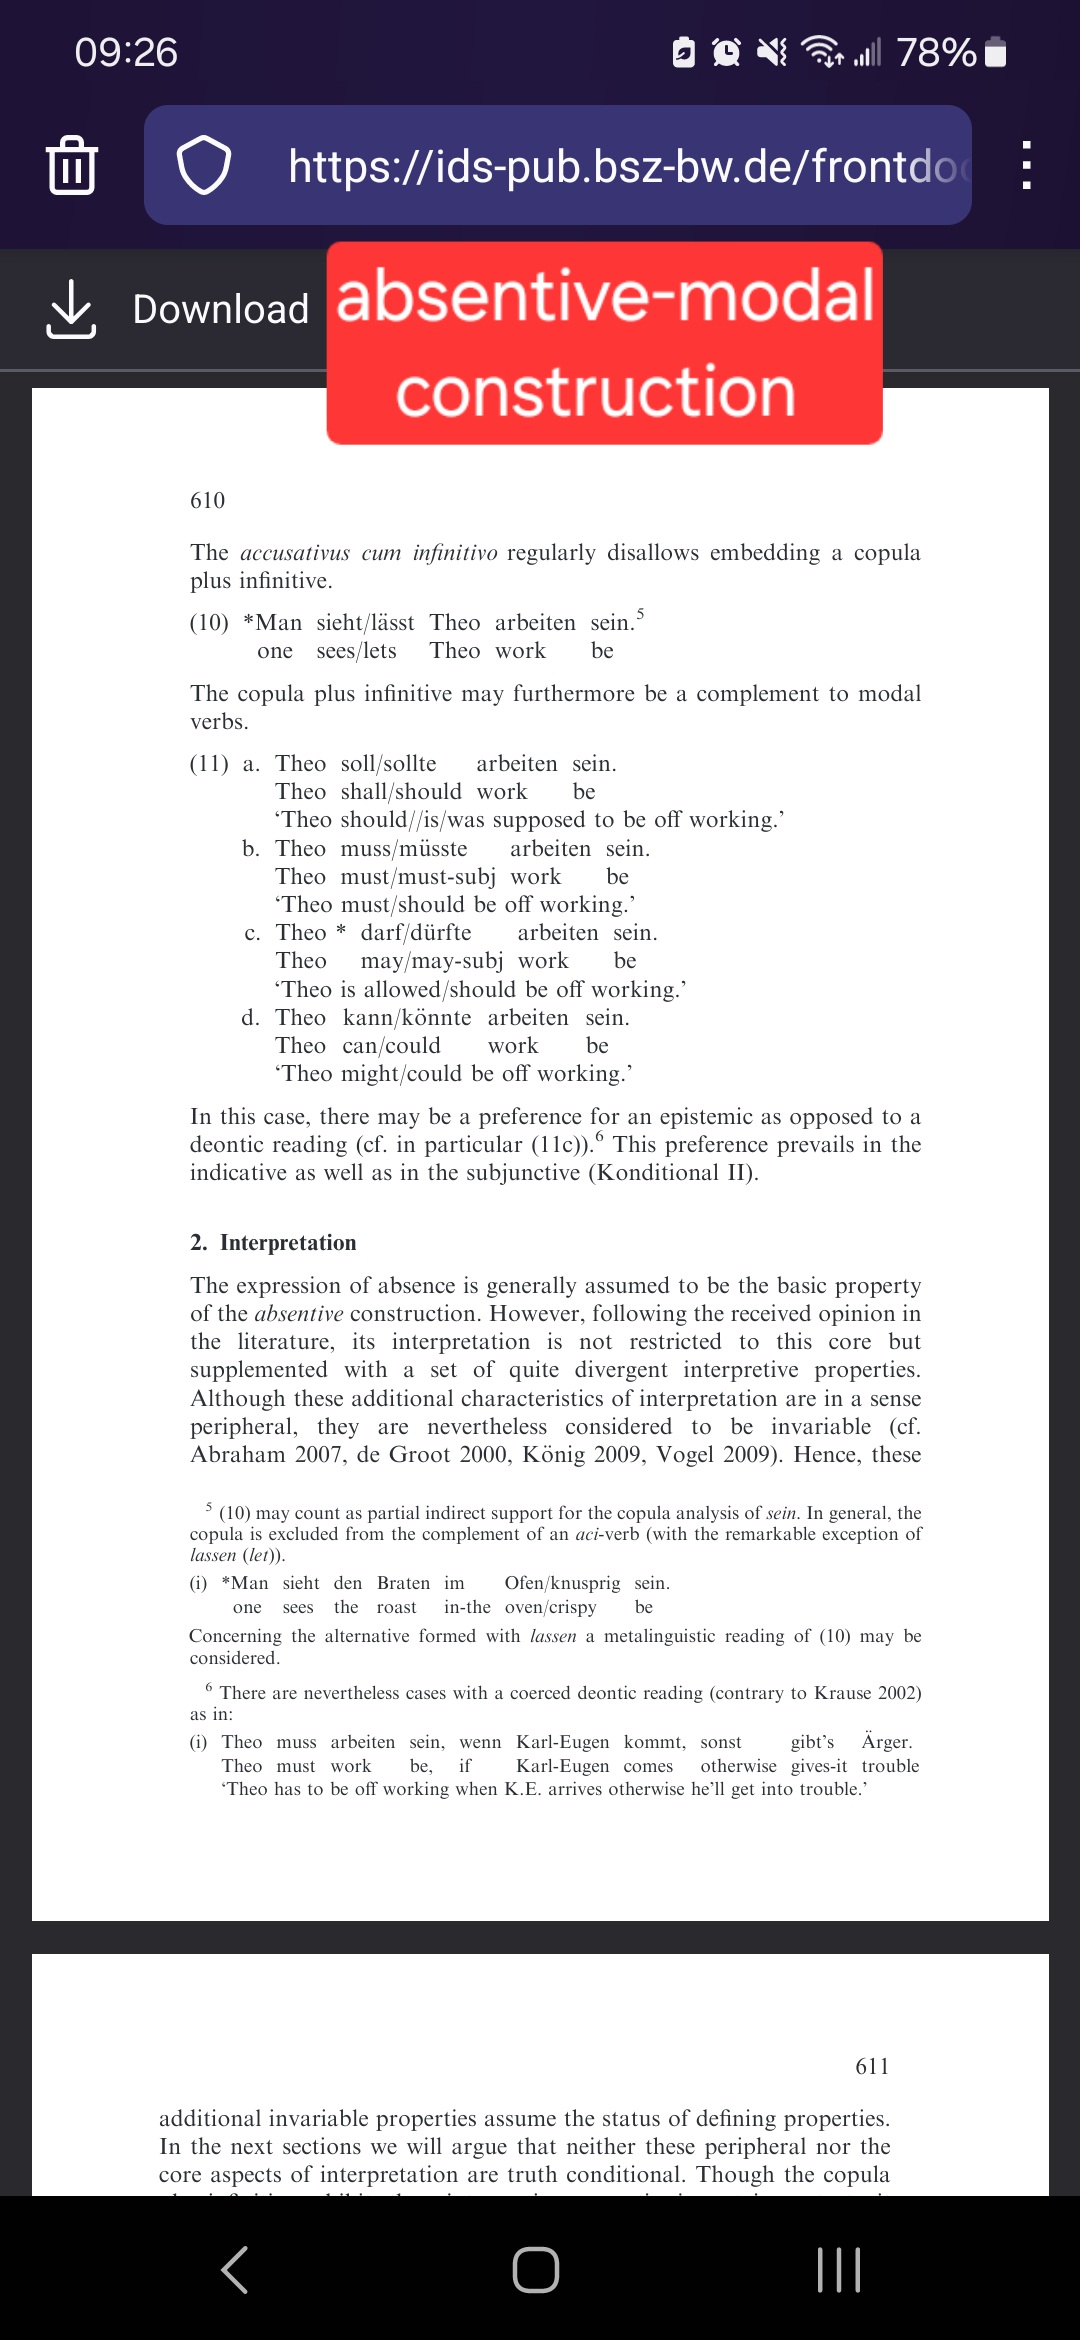 09:26
78%
https://ids-pub.bsz-bw.de/frontdoo
Download
absentive-modal
construction
610
The accusativus cum infinitivo regularly disallows embedding a copula
plus infinitive.
(10) *Man sieht/lässt Theo arbeiten sein.⁵
one sees/lets Theo work be
The copula plus infinitive may furthermore be a complement to modal
verbs.
(11) a. Theo soll/sollte arbeiten sein.
Theo shall/should work be
‘Theo should//is/was supposed to be off working.’
b. Theo muss/müsste arbeiten sein.
Theo must/must-subj work be
‘Theo must/should be off working.’
c. Theo * darf/dürfte arbeiten sein.
Theo may/may-subj work be
‘Theo is allowed/should be off working.’
d. Theo kann/könnte arbeiten sein.
Theo can/could work be
‘Theo might/could be off working.’
In this case, there may be a preference for an epistemic as opposed to a
deontic reading (cf. in particular (11c)).⁶ This preference prevails in the
indicative as well as in the subjunctive (Konditional II).
2. Interpretation
The expression of absence is generally assumed to be the basic property
of the absentive construction. However, following the received opinion in
the literature, its interpretation is not restricted to this core but
supplemented with a set of quite divergent interpretive properties.
Although these additional characteristics of interpretation are in a sense
peripheral, they are nevertheless considered to be invariable (cf.
Abraham 2007, de Groot 2000, König 2009, Vogel 2009). Hence, these
⁵ (10) may count as partial indirect support for the copula analysis of sein. In general, the
copula is excluded from the complement of an aci-verb (with the remarkable exception of
lassen (let)).
(i) *Man sieht den Braten im Ofen/knusprig sein.
one sees the roast in-the oven/crispy be
Concerning the alternative formed with lassen a metalinguistic reading of (10) may be
considered.
⁶ There are nevertheless cases with a coerced deontic reading (contrary to Krause 2002)
as in:
(i) Theo muss arbeiten sein, wenn Karl-Eugen kommt, sonst gibt's Ärger.
Theo must work be, if Karl-Eugen comes otherwise gives-it trouble
‘Theo has to be off working when K.E. arrives otherwise he'll get into trouble.’
611
additional invariable properties assume the status of defining properties.
In the next sections we will argue that neither these peripheral nor the
core aspects of interpretation are truth conditional. Though the copula